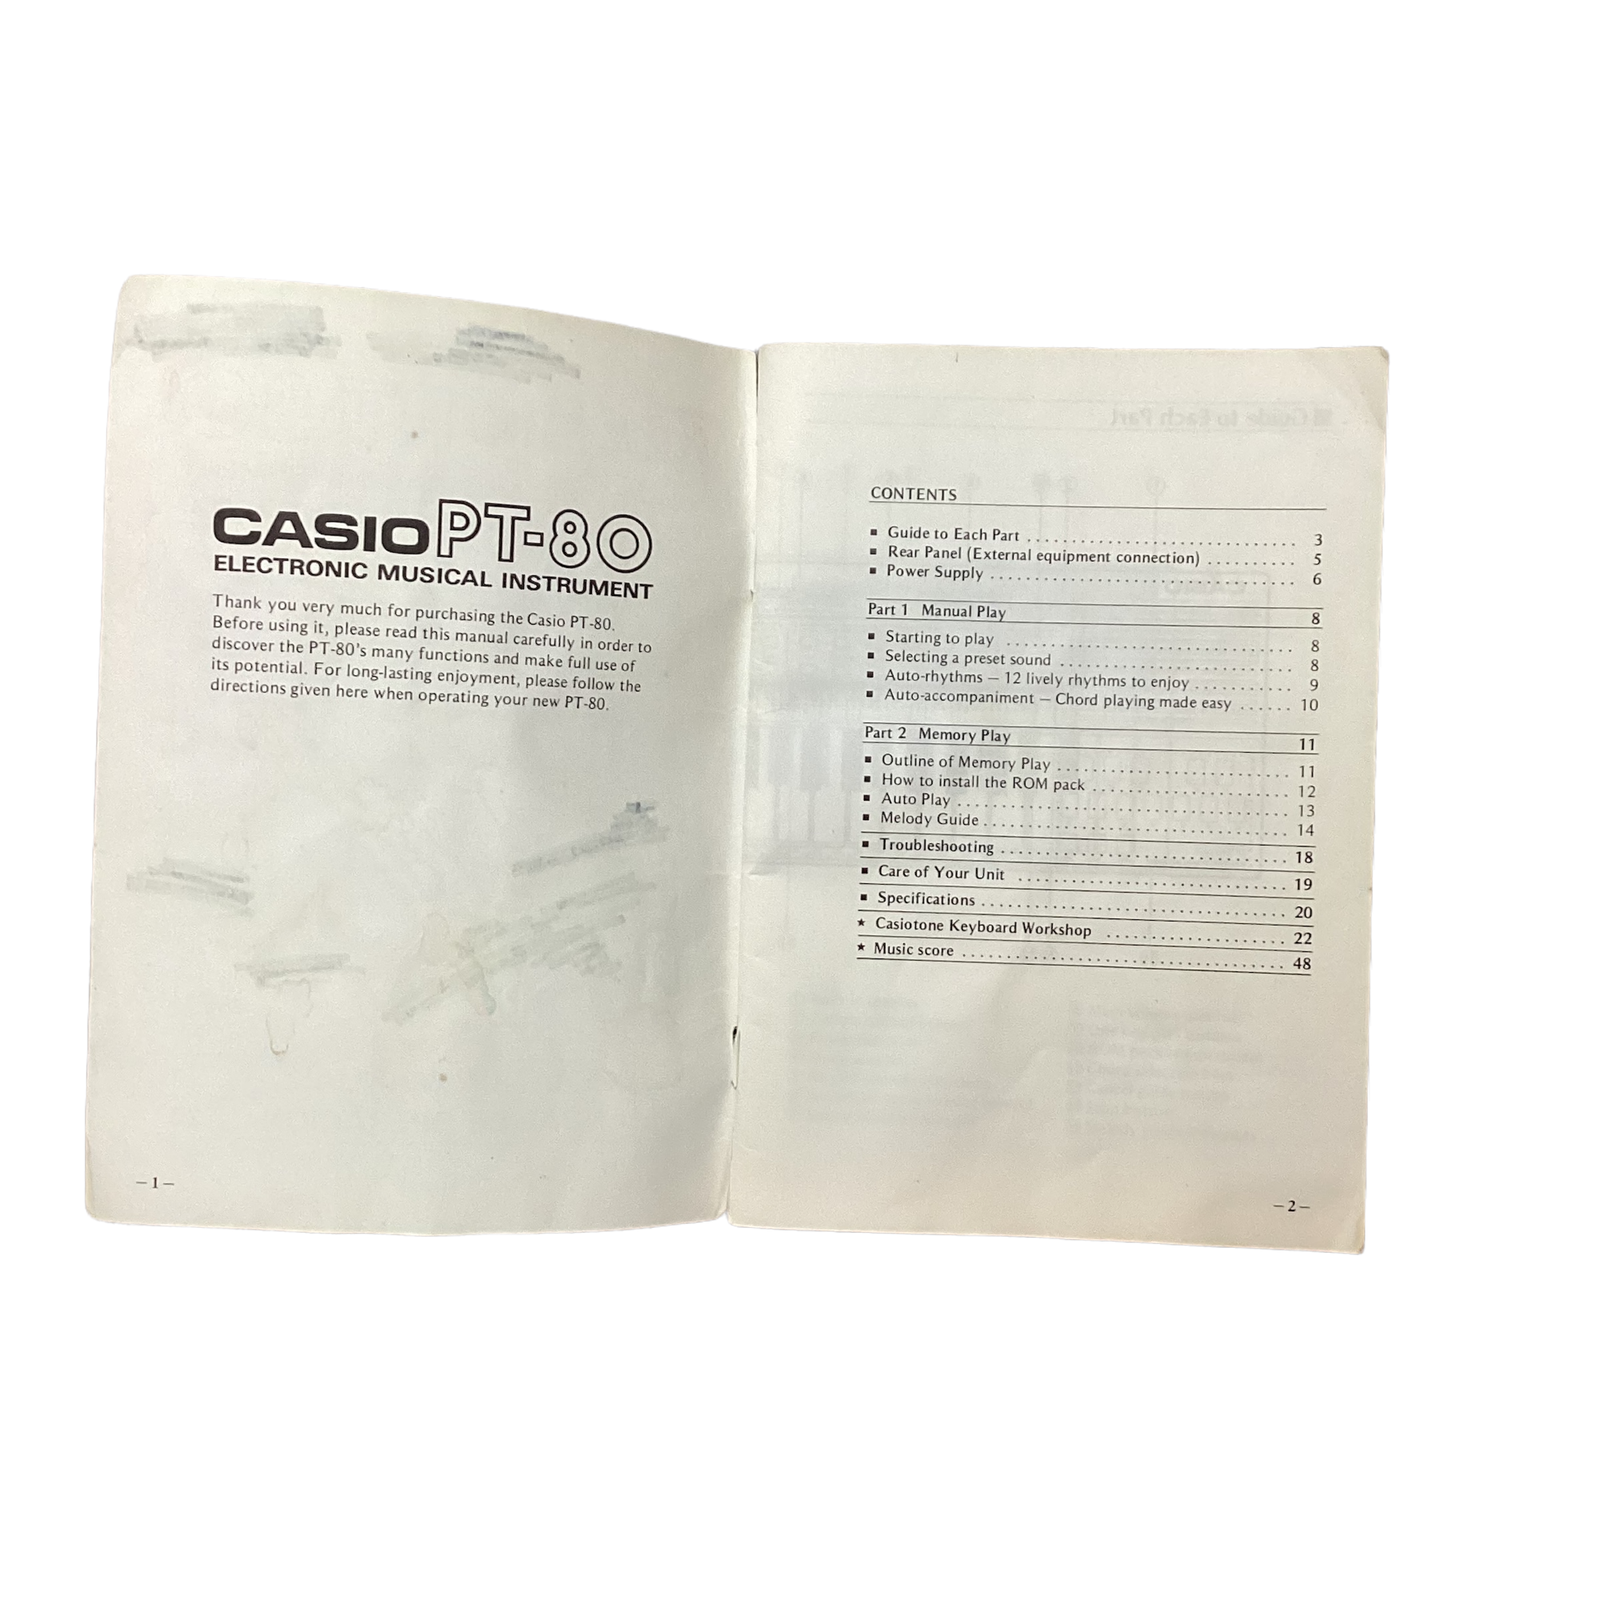 CASIO PT-80
ELECTRONIC MUSICAL INSTRUMENT
Thank you very much for purchasing the Casio PT-80.
Before using it, please read this manual carefully in order to
discover the PT-80's many functions and make full use of
its potential. For long-lasting enjoyment, please follow the
directions given here when operating your new PT-80.
—1—
CONTENTS
■ Guide to Each Part .............................. 3
■ Rear Panel (External equipment connection) .......... 5
■ Power Supply .................................. 6
Part 1 Manual Play 8
■ Starting to play ................................ 8
■ Selecting a preset sound .......................... 8
■ Auto-rhythms — 12 lively rhythms to enjoy ........... 9
■ Auto-accompaniment — Chord playing made easy ...... 10
Part 2 Memory Play 11
■ Outline of Memory Play .......................... 11
■ How to install the ROM pack ...................... 12
■ Auto Play .................................... 13
■ Melody Guide ................................. 14
■ Troubleshooting ................................ 18
■ Care of Your Unit .............................. 19
■ Specifications .................................. 20
★ Casiotone Keyboard Workshop .................... 22
★ Music score .................................... 48
—2—